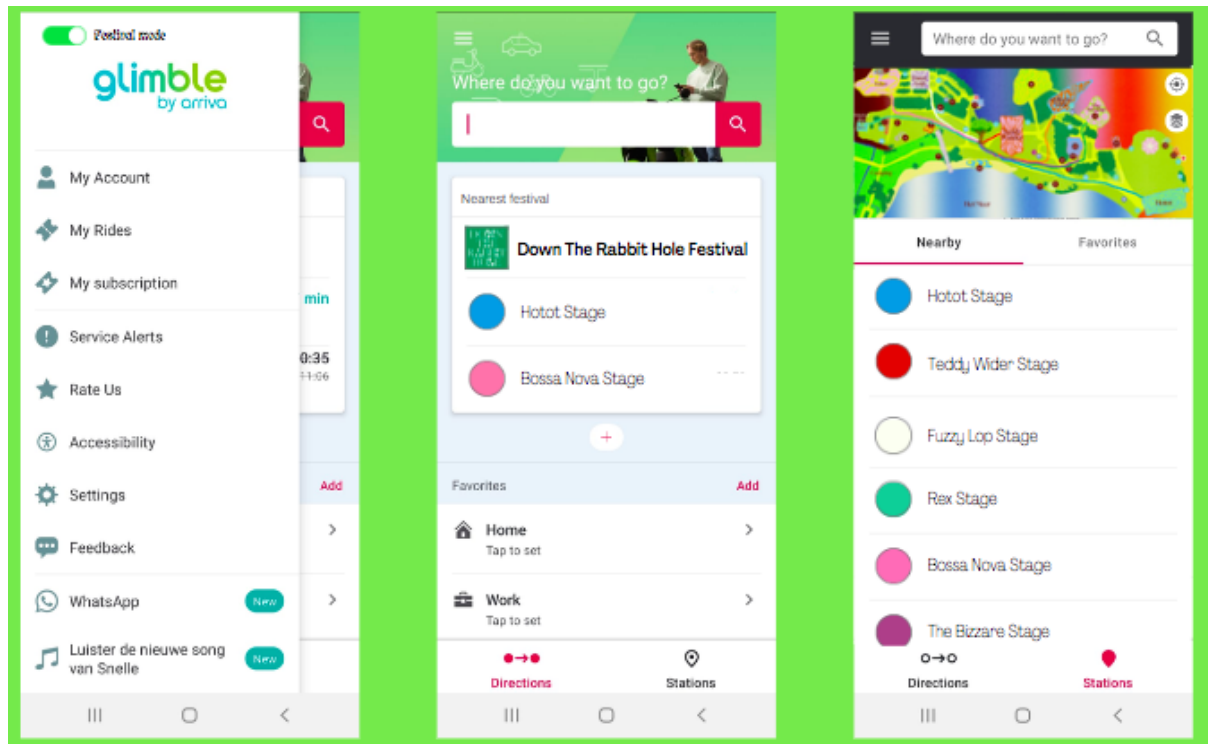 Festival mode
glimble
by arriva
My Account
My Rides
My subscription
min
Service Alerts
0:35
11:06
Rate Us
Accessibility
Settings
Add
Feedback
WhatsApp
New
Luister de nieuwe song
van Snelle
New
Where do you want to go?
Nearest festival
Down The Rabbit Hole Festival
Hotot Stage
Bossa Nova Stage
+
Favorites
Add
Home
Tap to set
Work
Tap to set
Directions
Stations
Where do you want to go?
Nearby
Favorites
Hotot Stage
Teddy Wider Stage
Fuzzy Lop Stage
Rex Stage
Bossa Nova Stage
The Bizzare Stage
Directions
Stations